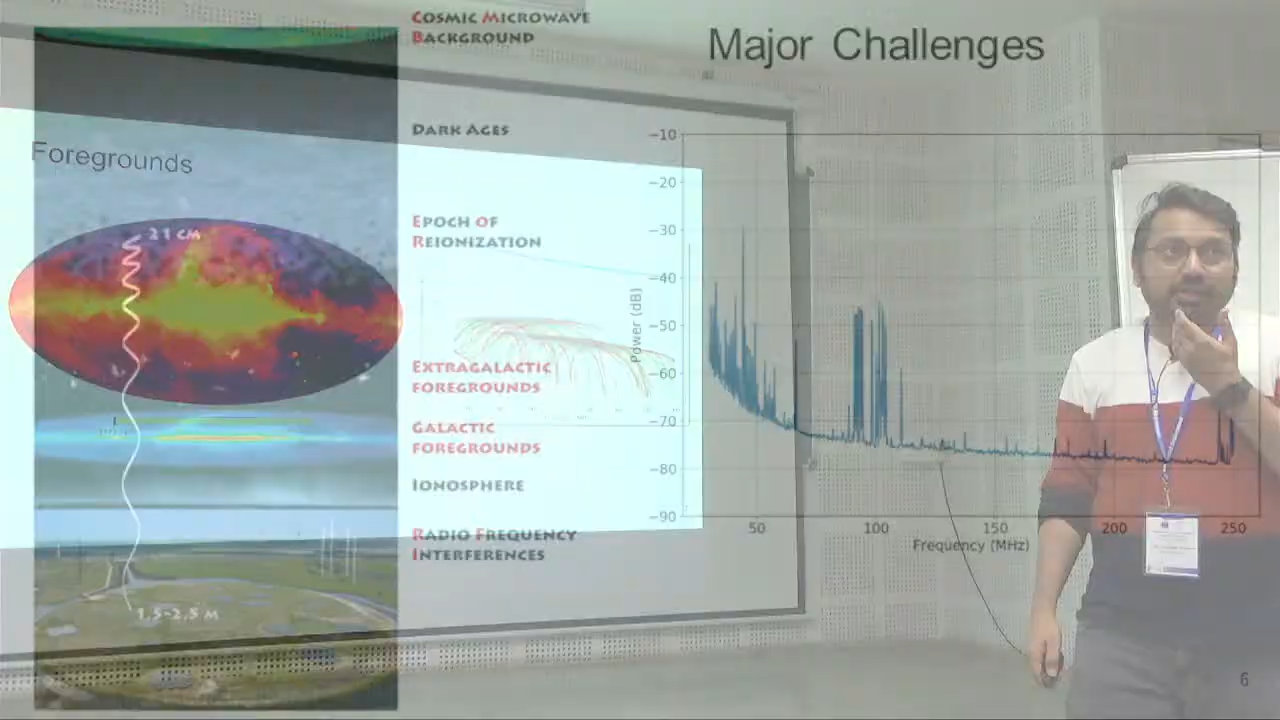 COSMIC MICROWAVE
BACKGROUND
Major Challenges
DARK AGES
Foregrounds
EPOCH OF
REIONIZATION
21 CM
EXTRAGALACTIC
FOREGROUNDS
GALACTIC
FOREGROUNDS
IONOSPHERE
RADIO FREQUENCY
INTERFERENCES
1.5-2.5 M
Power (dB)
−10
−20
−30
−40
−50
−60
−70
−80
−90
50 100 150 200 250
Frequency (MHz)
6